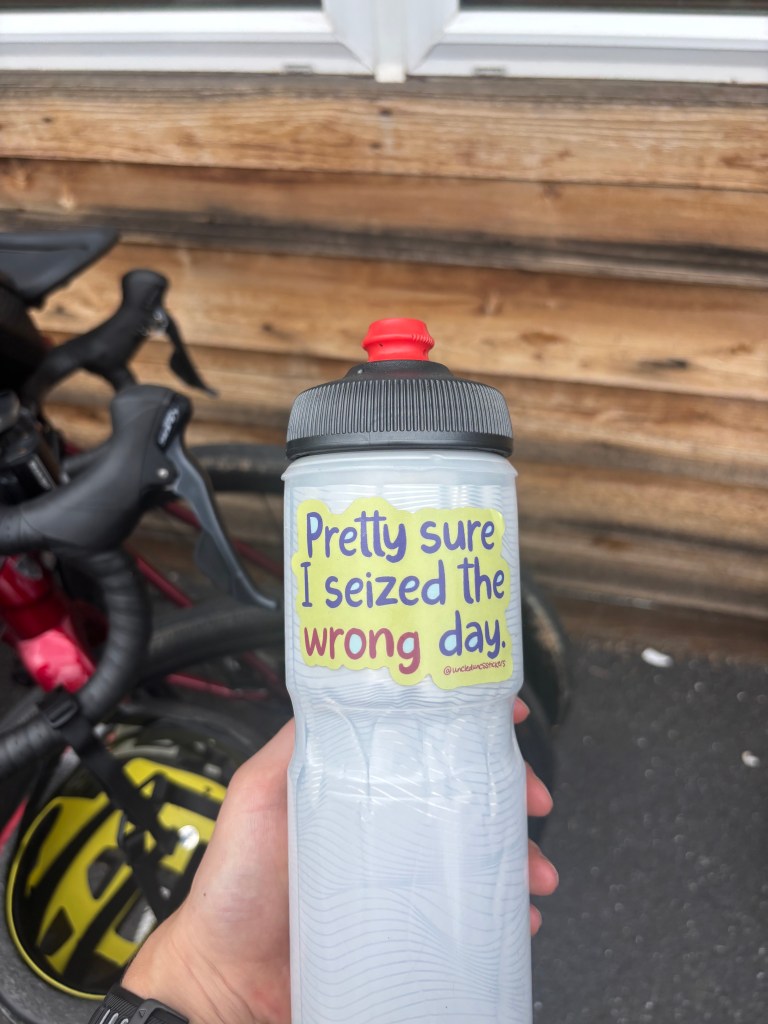 Pretty sure
I seized the
wrong day.